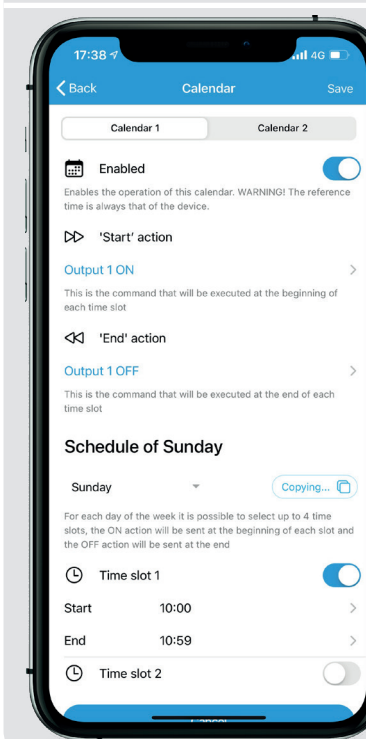 17:38
4G
Back Calendar Save
Calendar 1 Calendar 2
Enabled
Enables the operation of this calendar. WARNING! The reference
time is always that of the device.
'Start' action
Output 1 ON
This is the command that will be executed at the beginning of
each time slot
'End' action
Output 1 OFF
This is the command that will be executed at the end of each
time slot
Schedule of Sunday
Sunday Copying...
For each day of the week it is possible to select up to 4 time
slots, the ON action will be sent at the beginning of each slot and
the OFF action will be sent at the end
Time slot 1
Start 10:00
End 10:59
Time slot 2
Cancel